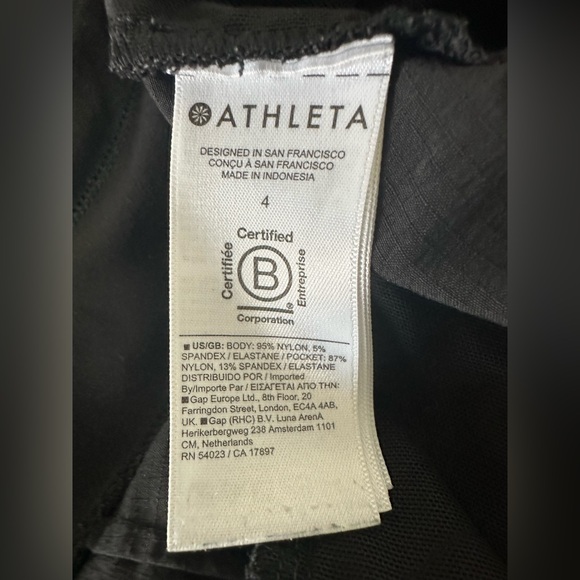 ATHLETA
DESIGNED IN SAN FRANCISCO
CONÇU À SAN FRANCISCO
MADE IN INDONESIA
4
Certified
Certifiée
B
Entreprise
®
Corporation
US/GB: BODY: 95% NYLON, 5%
SPANDEX / ELASTANE / POCKET: 87%
NYLON, 13% SPANDEX / ELASTANE
DISTRIBUIDO POR / Imported
By/Importe Par / ΕΙΣΑΓΕΤΑΙ ΑΠΟ ΤΗΝ:
Gap Europe Ltd., 8th Floor, 20
Farringdon Street, London, EC4A 4AB,
UK. Gap (RHC) B.V. Luna ArenA
Herikerbergweg 238 Amsterdam 1101
CM, Netherlands
RN 54023 / CA 17897